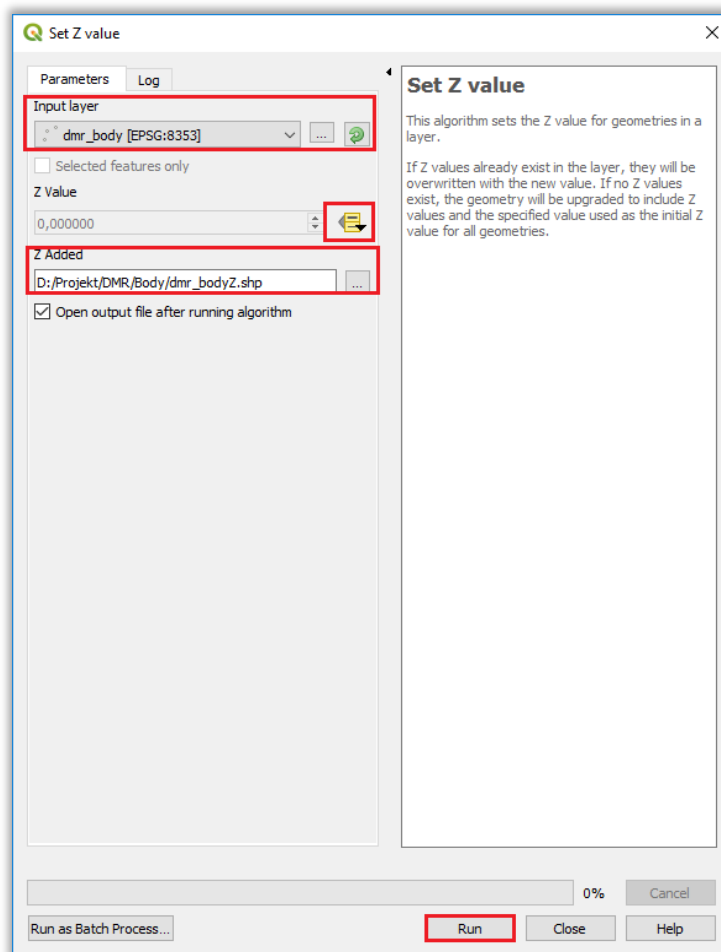 Set Z value
Parameters
Log
Input layer
dmr_body [EPSG:8353]
...
Selected features only
Z Value
0,000000
Z Added
D:/Projekt/DMR/Body/dmr_bodyZ.shp
...
Open output file after running algorithm
Set Z value
This algorithm sets the Z value for geometries in a
layer.
If Z values already exist in the layer, they will be
overwritten with the new value. If no Z values
exist, the geometry will be upgraded to include Z
values and the specified value used as the initial Z
value for all geometries.
0%
Cancel
Run as Batch Process...
Run
Close
Help